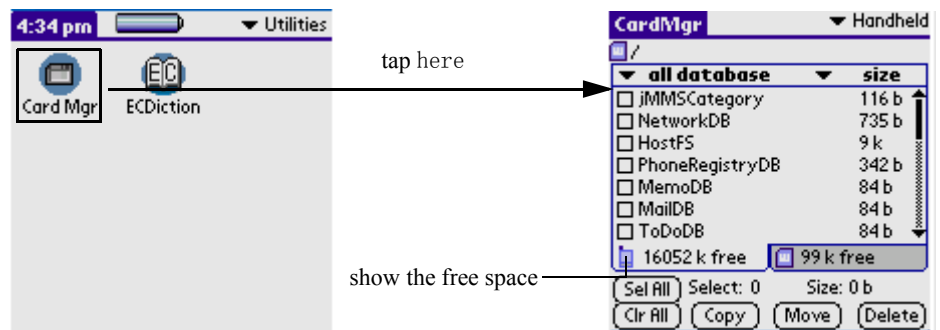 4:34 pm ▼ Utilities
Card Mgr ECDiction
tap here
show the free space
CardMgr ▼ Handheld
/
▼ all database ▼ size
jMMSCategory 116 b
NetworkDB 735 b
HostFS 9 k
PhoneRegistryDB 342 b
MemoDB 84 b
MailDB 84 b
ToDoDB 84 b
16052 k free 99 k free
Sel All Select: 0 Size: 0 b
Clr All Copy Move Delete